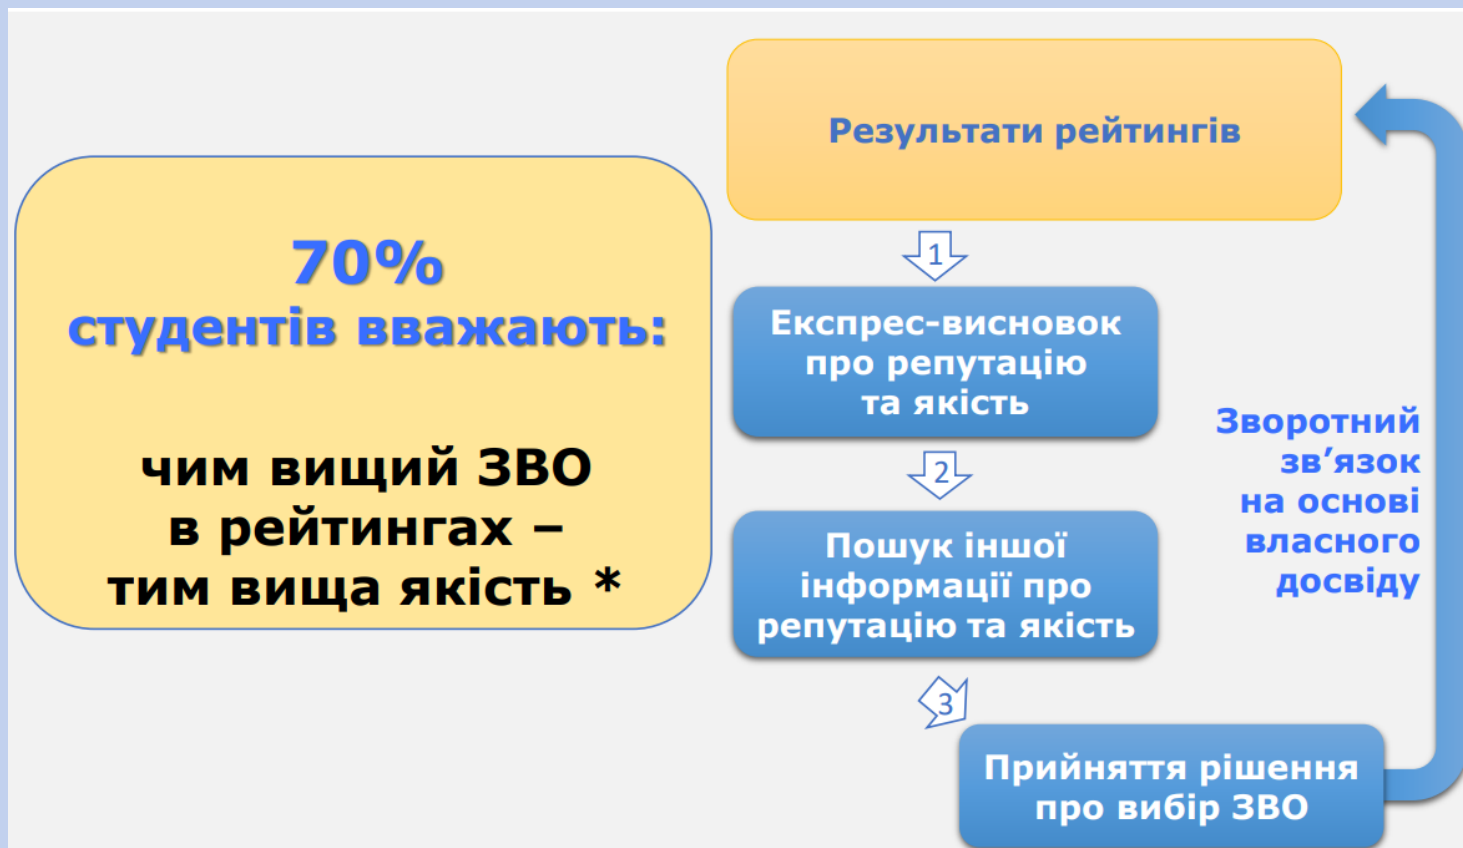 70%
студентів вважають:
чим вищий ЗВО
в рейтингах –
тим вища якість *
Результати рейтингів
1
Експрес-висновок
про репутацію
та якість
2
Пошук іншої
інформації про
репутацію та якість
3
Прийняття рішення
про вибір ЗВО
Зворотний
зв’язок
на основі
власного
досвіду